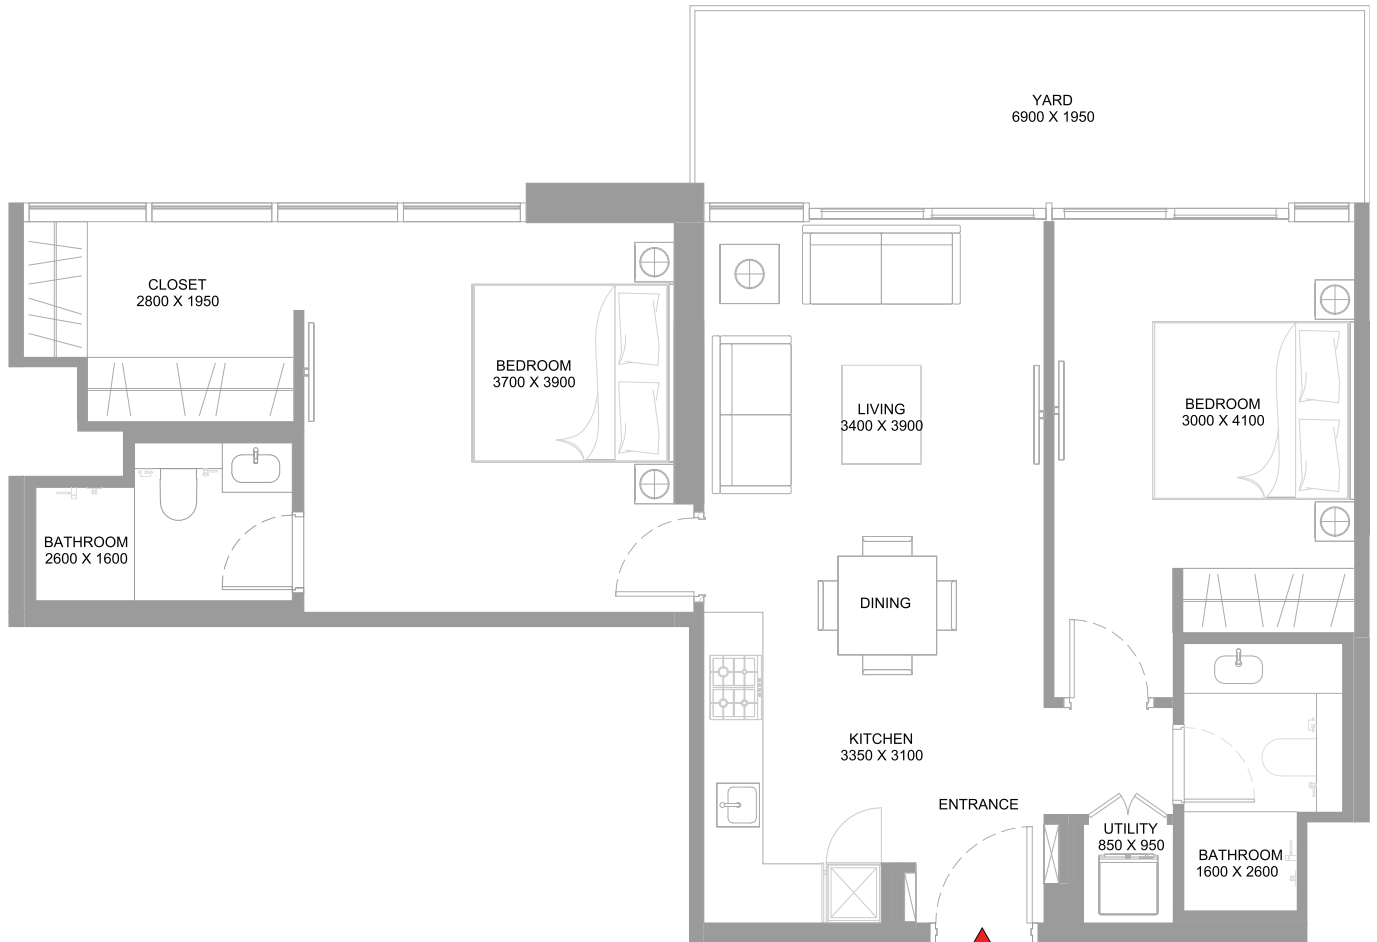 YARD
6900 X 1950
CLOSET
2800 X 1950
BEDROOM
3700 X 3900
LIVING
3400 X 3900
BEDROOM
3000 X 4100
BATHROOM
2600 X 1600
DINING
KITCHEN
3350 X 3100
ENTRANCE
UTILITY
850 X 950
BATHROOM
1600 X 2600